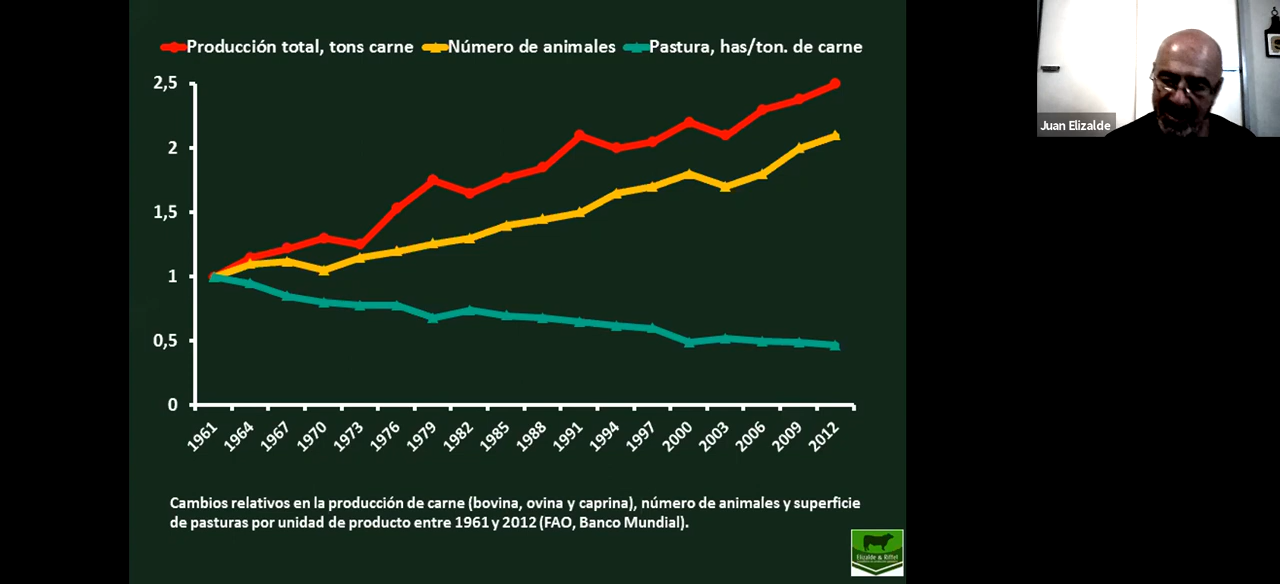 Producción total, tons carne Número de animales Pastura, has/ton. de carne
2,5
2
1,5
1
0,5
0
1961 1964 1967 1970 1973 1976 1979 1982 1985 1988 1991 1994 1997 2000 2003 2006 2009 2012
Cambios relativos en la producción de carne (bovina, ovina y caprina), número de animales y superficie
de pasturas por unidad de producto entre 1961 y 2012 (FAO, Banco Mundial).
Elizalde & Riffel
Juan Elizalde